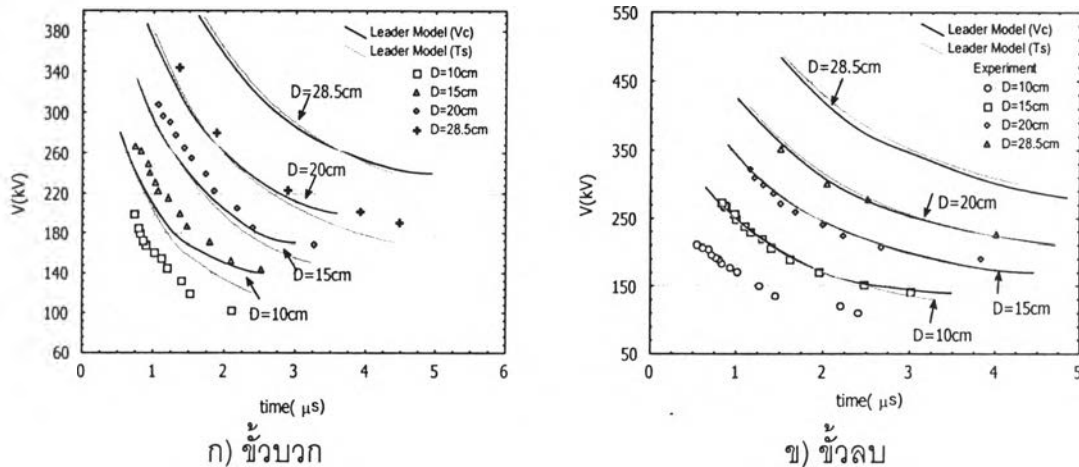 380
340
300
260
220
180
140
100
60
V(kV)
0
1
2
3
4
5
6
time( μs)
Leader Model (Vc)
Leader Model (Ts)
D=10cm
D=15cm
D=20cm
D=28.5cm
D=28.5cm
D=20cm
D=15cm
D=10cm
ก) ขั้วบวก
550
450
350
250
150
50
V(kV)
0
1
2
3
4
5
time( μs)
Leader Model (Vc)
Leader Model (Ts)
Experiment
D=10cm
D=15cm
D=20cm
D=28.5cm
D=28.5cm
D=20cm
D=15cm
D=10cm
ข) ขั้วลบ